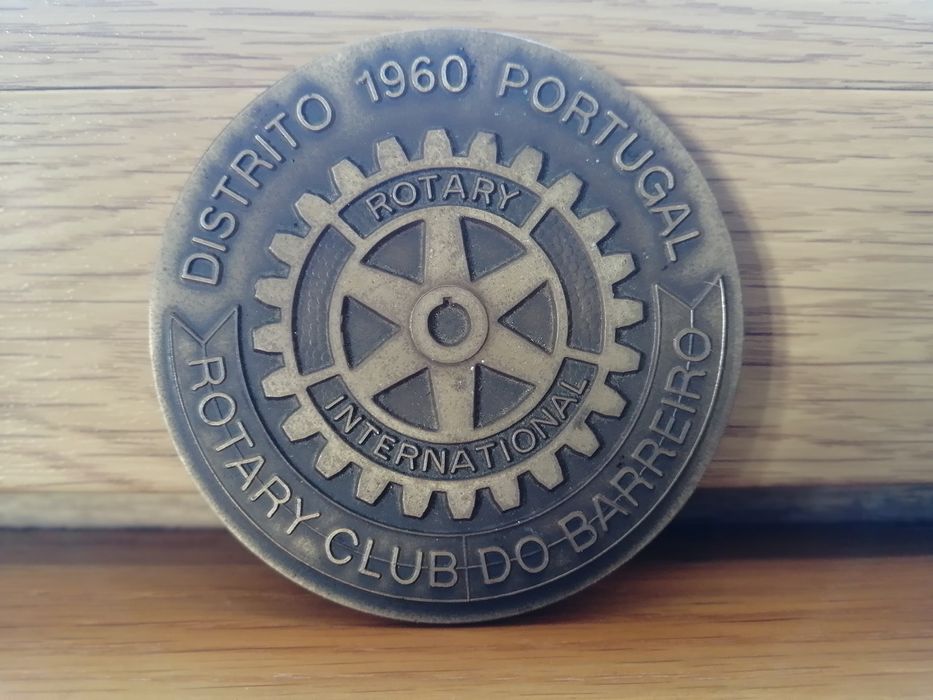 DISTRITO 1960 PORTUGAL
ROTARY
INTERNATIONAL
ROTARY CLUB DO BARREIRO